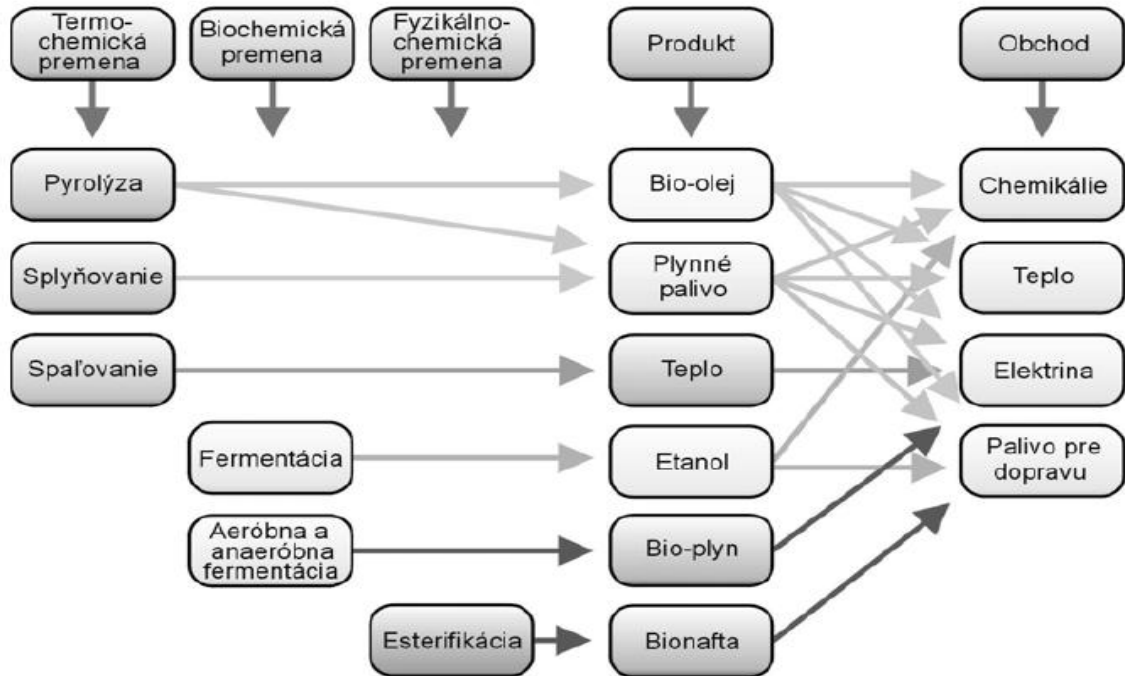 Termo-
chemická
premena
Biochemická
premena
Fyzikálno-
chemická
premena
Produkt
Obchod
Pyrolýza
Bio-olej
Chemikálie
Splyňovanie
Plynné
palivo
Teplo
Spaľovanie
Teplo
Elektrina
Fermentácia
Etanol
Palivo pre
dopravu
Aeróbna a
anaeróbna
fermentácia
Bio-plyn
Esterifikácia
Bionafta